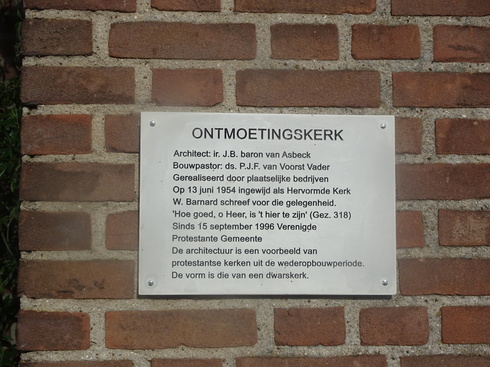 ONTMOETINGSKERK
Architect: ir. J.B. baron van Asbeck
Bouwpastor: ds. P.J.F. van Voorst Vader
Gerealiseerd door plaatselijke bedrijven
Op 13 juni 1954 ingewijd als Hervormde Kerk
W. Barnard schreef voor die gelegenheid.
'Hoe goed, o Heer, is 't hier te zijn' (Gez. 318)
Sinds 15 september 1996 Verenigde
Protestante Gemeente
De architectuur is een voorbeeld van
protestantse kerken uit de wederopbouwperiode.
De vorm is die van een dwarskerk.